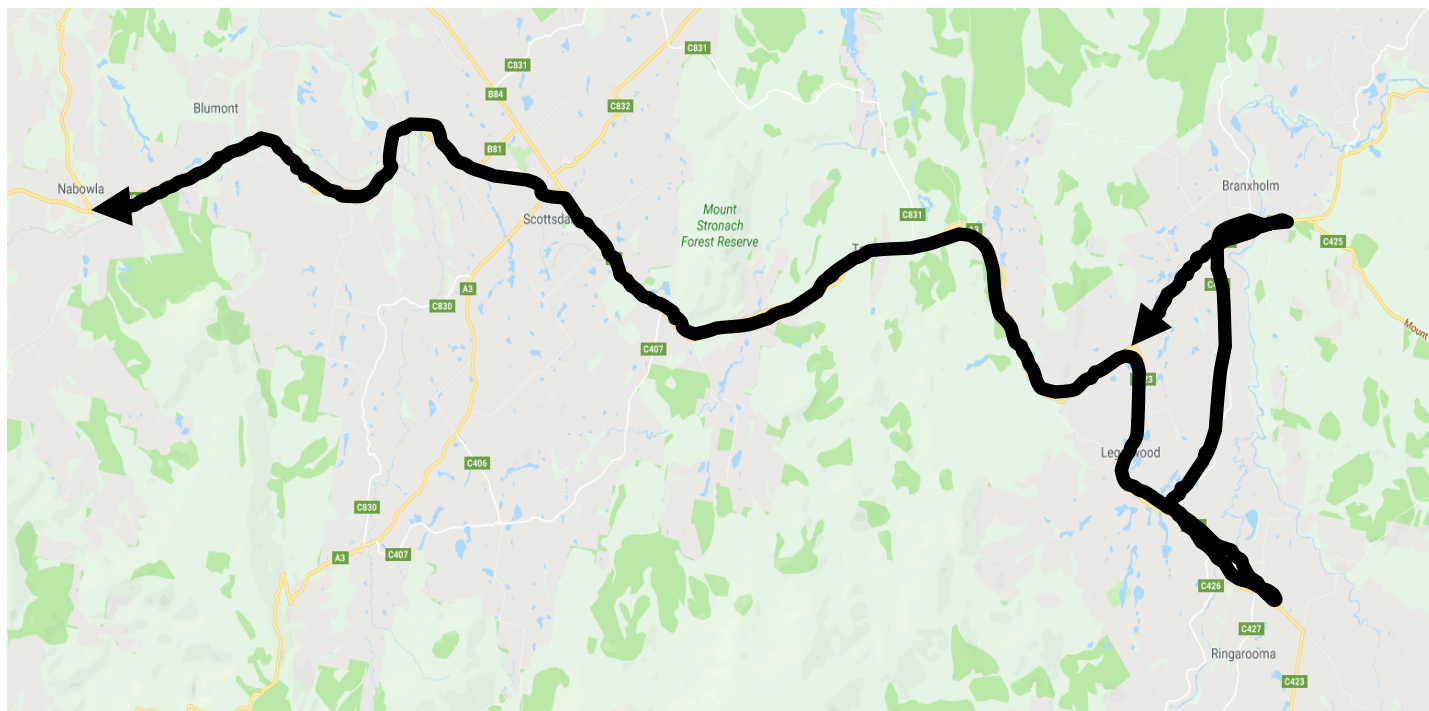 C831
C831
B84
C832
Blumont
B81
Nabowla
Branxholm
Mount
Stronach
Forest Reserve
C831
A3
C425
A3
C830
Mount
C407
C406
C830
A3
C407
C426
C427
Ringarooma
C423